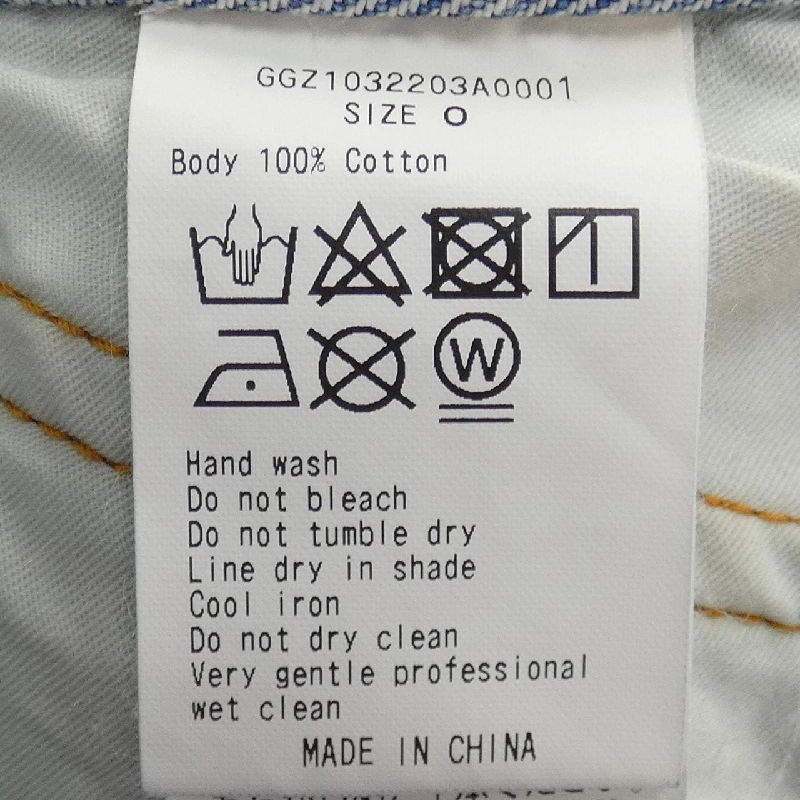 GGZ1032203A0001
SIZE 0
Body 100% Cotton
W
Hand wash
Do not bleach
Do not tumble dry
Line dry in shade
Cool iron
Do not dry clean
Very gentle professional
wet clean
MADE IN CHINA